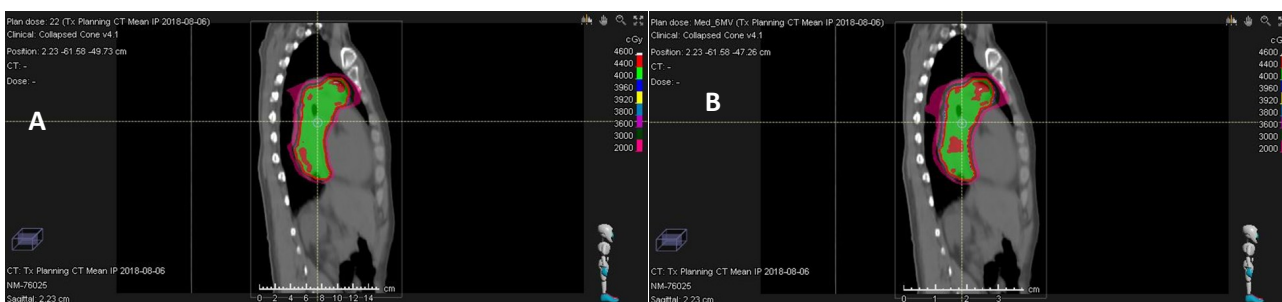 Plan dose: 22 (Tx Planning CT Mean IP 2018-08-06)
Clinical: Collapsed Cone v4.1
Position: 2.23 -61.58 -49.73 cm
CT: -
Dose: -
A
cGy
4600
4400
4000
3960
3920
3800
3600
3000
2000
CT: Tx Planning CT Mean IP 2018-08-06
NM-76025
Sagittal: 2.23 cm
0 2 4 6 8 10 12 14
Plan dose: Med_6MV (Tx Planning CT Mean IP 2018-08-06)
Clinical: Collapsed Cone v4.1
Position: 2.23 -61.58 -47.26 cm
CT: -
Dose: -
B
cGy
4600
4400
4000
3960
3920
3800
3600
3000
2000
CT: Tx Planning CT Mean IP 2018-08-06
NM-76025
Sagittal: 2.23 cm
0 1 2 3